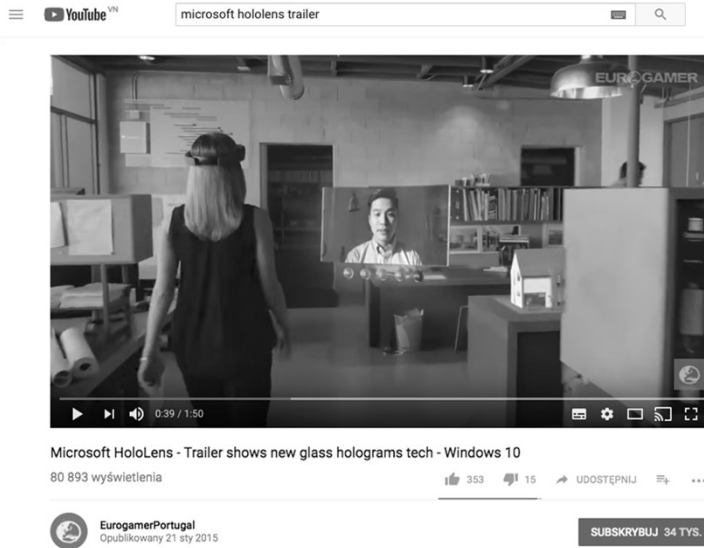 YouTube VN
microsoft hololens trailer
EUROGAMER
0:39 / 1:50
Microsoft HoloLens - Trailer shows new glass holograms tech - Windows 10
80 893 wyświetlenia
353 15 UDOSTĘPNIJ
EurogamerPortugal
Opublikowany 21 sty 2015
SUBSKRYBUJ 34 TYS.